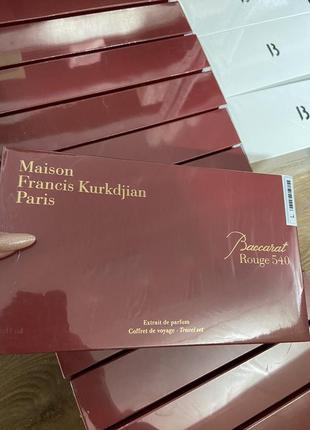 Maison
Francis Kurkdjian
Paris
Baccarat
Rouge 540
Extrait de parfum
Coffret de voyage - Travel set
B
B